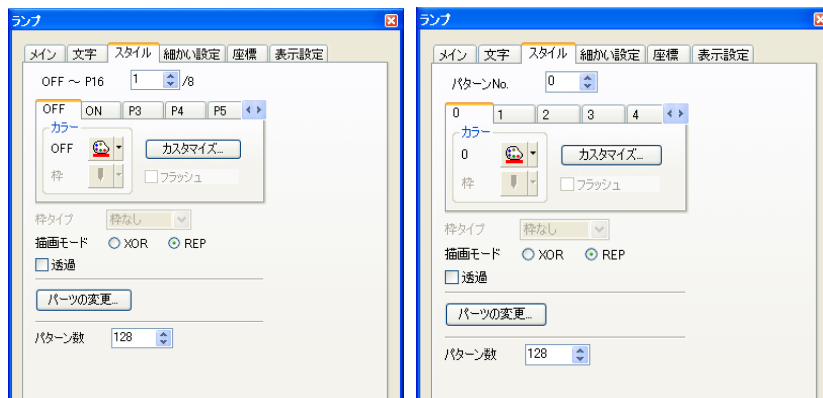 ランプ
メイン 文字 スタイル 細かい設定 座標 表示設定
OFF ～ P16 1 /8
OFF ON P3 P4 P5
カラー
OFF カスタマイズ...
枠 フラッシュ
枠タイプ 枠なし
描画モード XOR REP
透過
パーツの変更...
パターン数 128
ランプ
メイン 文字 スタイル 細かい設定 座標 表示設定
パターンNo. 0
0 1 2 3 4
カラー
0 カスタマイズ...
枠 フラッシュ
枠タイプ 枠なし
描画モード XOR REP
透過
パーツの変更...
パターン数 128